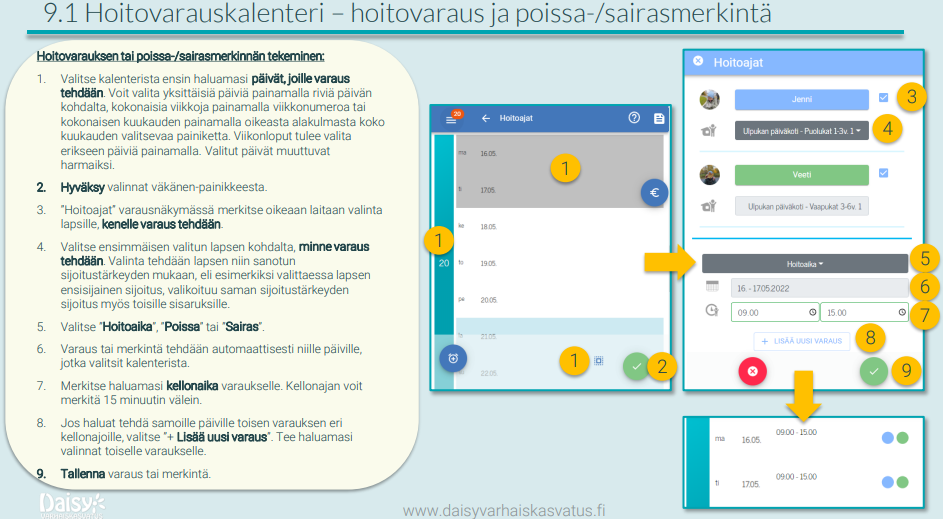 9.1 Hoitovarauskalenteri – hoitovaraus ja poissa-/sairasmerkintä
Hoitovarauksen tai poissa-/sairasmerkinnän tekeminen:
1. Valitse kalenterista ensin haluamasi päivät, joille varaus
tehdään. Voit valita yksittäisiä päiviä painamalla riviä päivän
kohdalta, kokonaisia viikkoja painamalla viikkonumeroa tai
kokonaisen kuukauden painamalla oikeasta alakulmasta koko
kuukauden valitsevaa painiketta. Viikonloput tulee valita
erikseen päiviä painamalla. Valitut päivät muuttuvat
harmaiksi.
2. Hyväksy valinnat väkänen-painikkeesta.
3. "Hoitoajat" varausnäkymässä merkitse oikeaan laitaan valinta
lapsille, kenelle varaus tehdään.
4. Valitse ensimmäisen valitun lapsen kohdalta, minne varaus
tehdään. Valinta tehdään lapsen niin sanotun
sijoitustärkeyden mukaan, eli esimerkiksi valittaessa lapsen
ensisijainen sijoitus, valikoituu saman sijoitustärkeyden
sijoitus myös toisille sisaruksille.
5. Valitse "Hoitoaika", "Poissa" tai "Sairas".
6. Varaus tai merkintä tehdään automaattisesti niille päiville,
jotka valitsit kalenterista.
7. Merkitse haluamasi kellonaika varaukselle. Kellonajan voit
merkitä 15 minuutin välein.
8. Jos haluat tehdä samoille päiville toisen varauksen eri
kellonajoille, valitse "+ Lisää uusi varaus". Tee haluamasi
valinnat toiselle varaukselle.
9. Tallenna varaus tai merkintä.
20
Hoitoajat
ma 16.05.
1
ti 17.05.
€
ke 18.05.
1
20 to 19.05.
pe 20.05.
la 21.05.
1
2
22.05.
Hoitoajat
Jenni
3
Ulpukan päiväkoti - Puolukat 1-3v. 1
4
Veeti
Ulpukan päiväkoti - Vaapukat 3-6v. 1
Hoitoaika
5
16. - 17.05.2022
6
09.00 15.00
7
+ LISÄÄ UUSI VARAUS
8
9
ma 16.05. 09.00 - 15.00
ti 17.05. 09.00 - 15.00
Daisy
VARHAISKASVATUS
www.daisyvarhaiskasvatus.fi